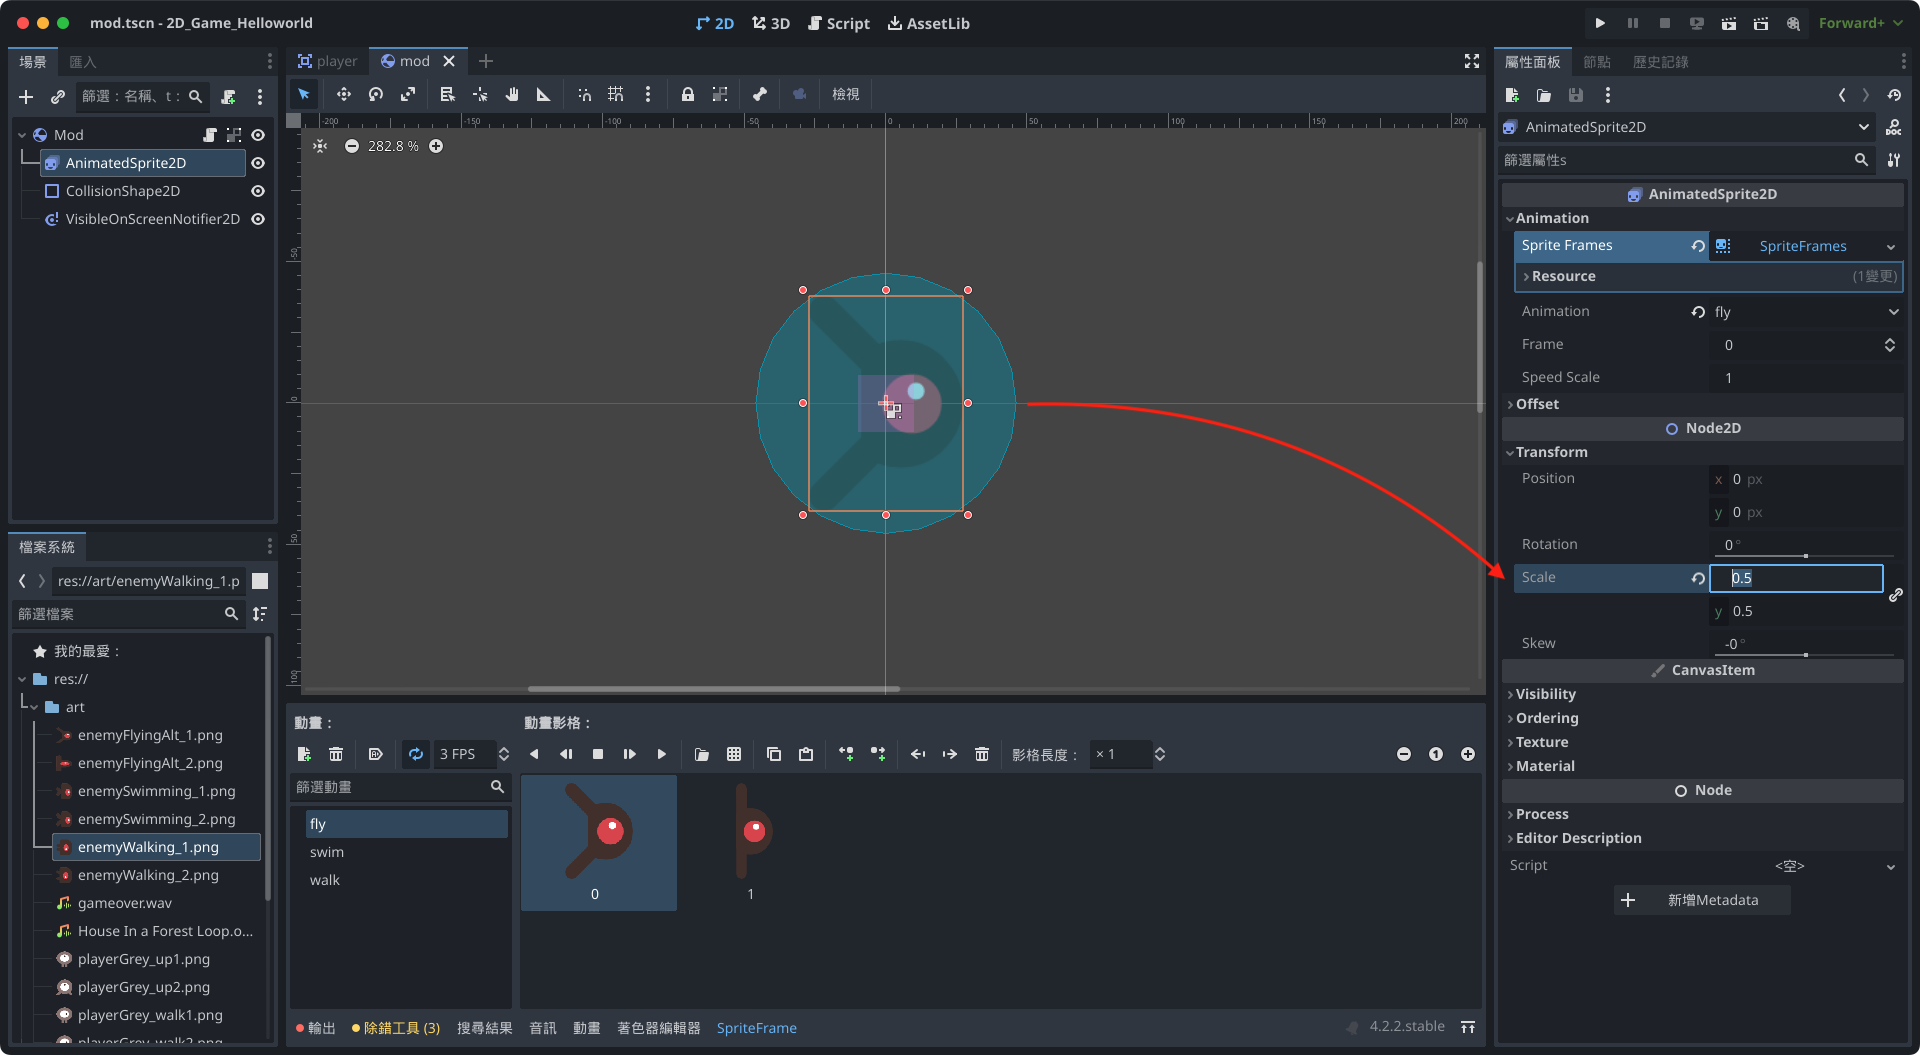 mod.tscn - 2D_Game_Helloworld
2D
3D
Script
AssetLib
Forward+
場景
匯入
篩選：名稱、t：
Mod
AnimatedSprite2D
CollisionShape2D
VisibleOnScreenNotifier2D
檔案系統
res://art/enemyWalking_1.p
篩選檔案
我的最愛：
res://
art
enemyFlyingAlt_1.png
enemyFlyingAlt_2.png
enemySwimming_1.png
enemySwimming_2.png
enemyWalking_1.png
enemyWalking_2.png
gameover.wav
House In a Forest Loop.o...
playerGrey_up1.png
playerGrey_up2.png
playerGrey_walk1.png
playerGrey_walk2.png
player
mod
檢視
-200
-150
-100
-50
0
50
100
150
200
282.8 %
-50
0
50
100
動畫：
3 FPS
篩選動畫
fly
swim
walk
動畫影格：
影格長度：
× 1
0
1
輸出
除錯工具 (3)
搜尋結果
音訊
動畫
著色器編輯器
SpriteFrame
4.2.2.stable
屬性面板
節點
歷史記錄
AnimatedSprite2D
DOC
篩選屬性s
AnimatedSprite2D
Animation
Sprite Frames
SpriteFrames
Resource
(1變更)
Animation
fly
Frame
0
Speed Scale
1
Offset
Node2D
Transform
Position
x 0 px
y 0 px
Rotation
0 °
Scale
0.5
y 0.5
Skew
-0 °
CanvasItem
Visibility
Ordering
Texture
Material
Node
Process
Editor Description
Script
<空>
新增Metadata